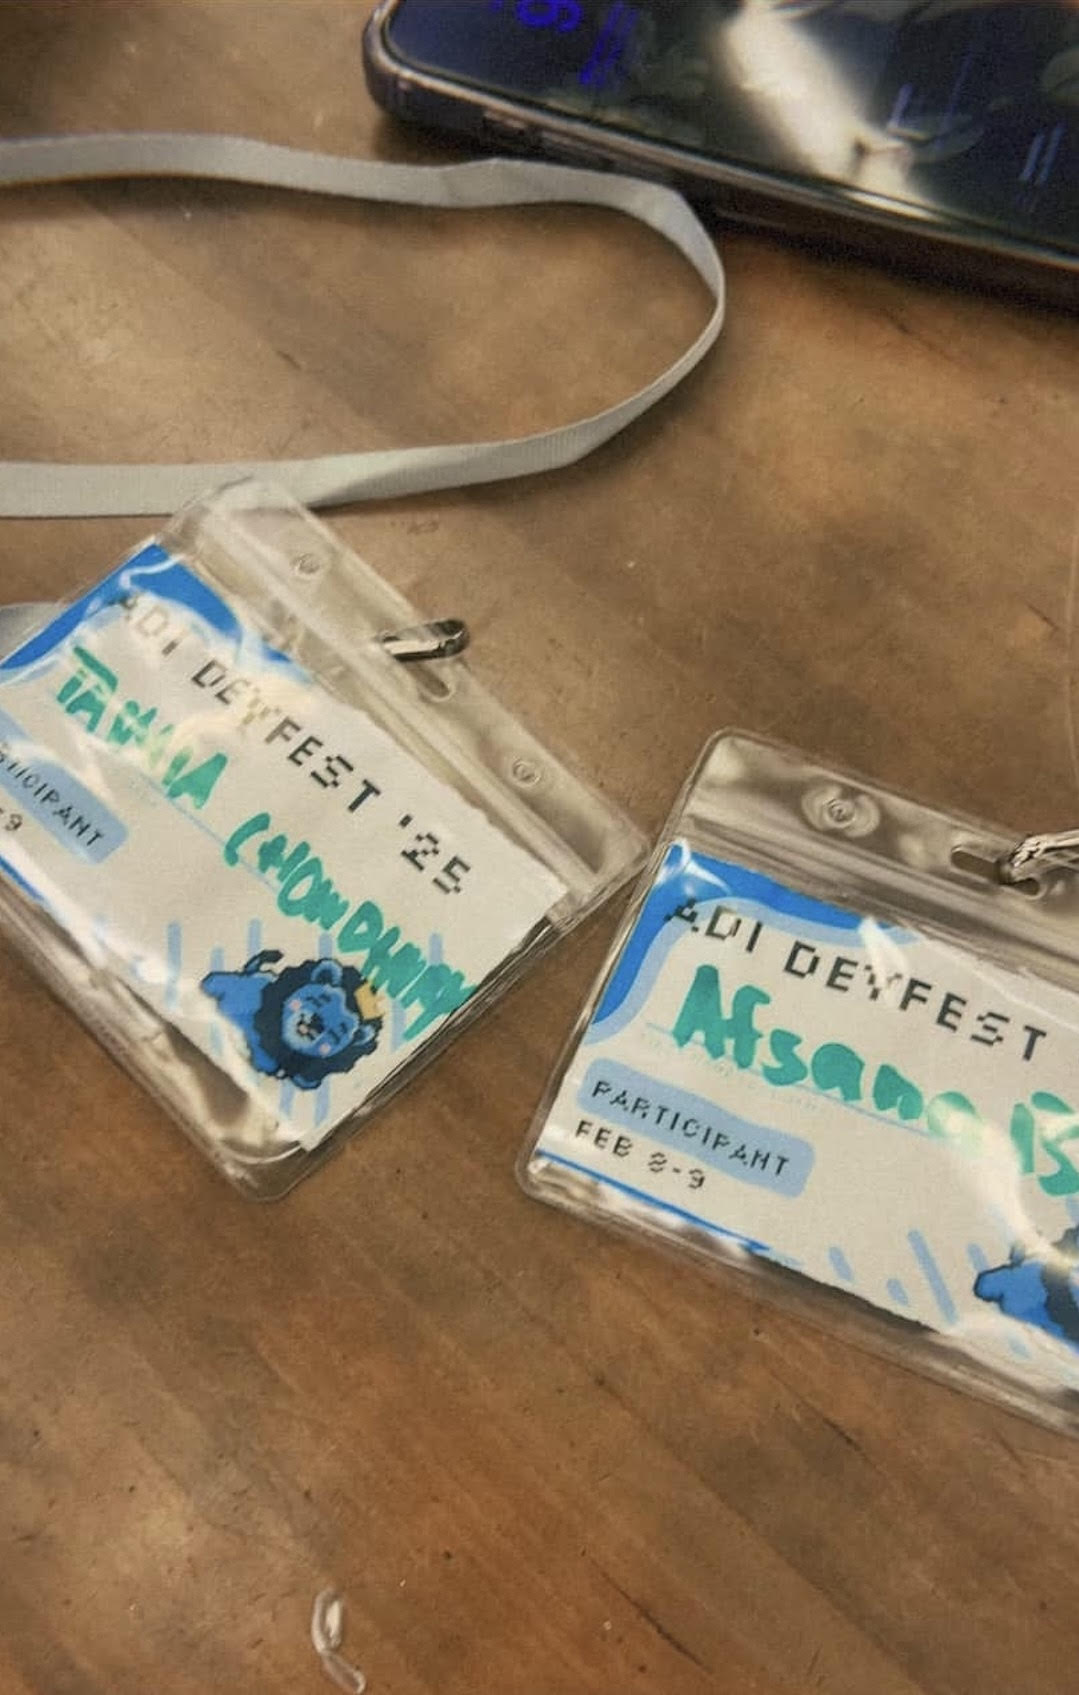 ADI DEVFEST '25
CHOWDHURY
PARTICIPANT
ADI DEVFEST
Afsana
PARTICIPANT
FEB 8-9